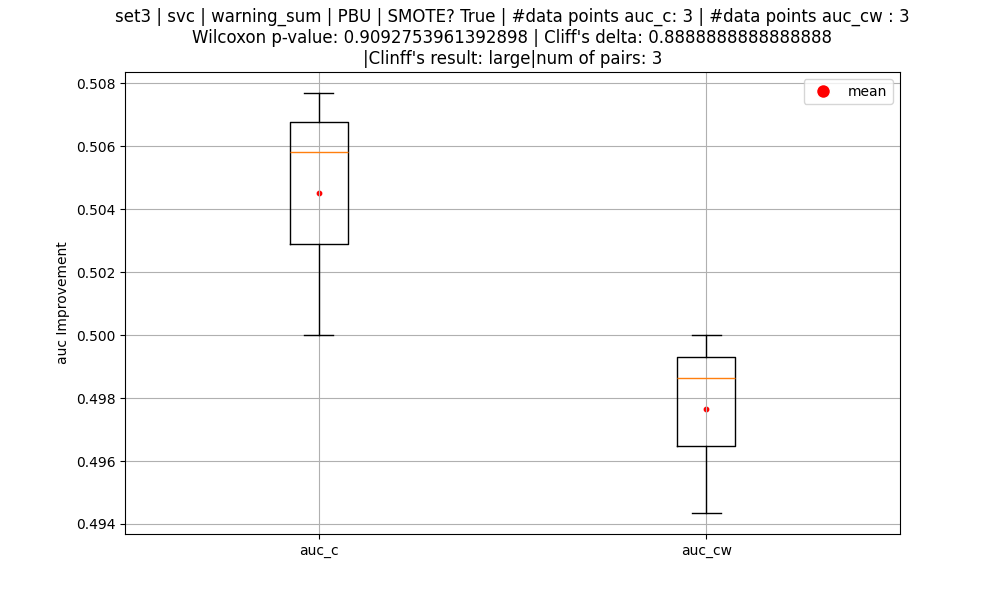 set3 | svc | warning_sum | PBU | SMOTE? True | #data points auc_c: 3 | #data points auc_cw : 3
Wilcoxon p-value: 0.9092753961392898 | Cliff's delta: 0.8888888888888888
|Clinff's result: large|num of pairs: 3
mean
0.508
0.506
0.504
0.502
0.500
0.498
0.496
0.494
auc Improvement
auc_c
auc_cw